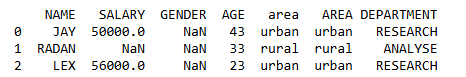 NAME SALARY GENDER AGE area AREA DEPARTMENT
0 JAY 50000.0 NaN 43 urban urban RESEARCH
1 RADAN NaN NaN 33 rural rural ANALYSE
2 LEX 56000.0 NaN 23 urban urban RESEARCH